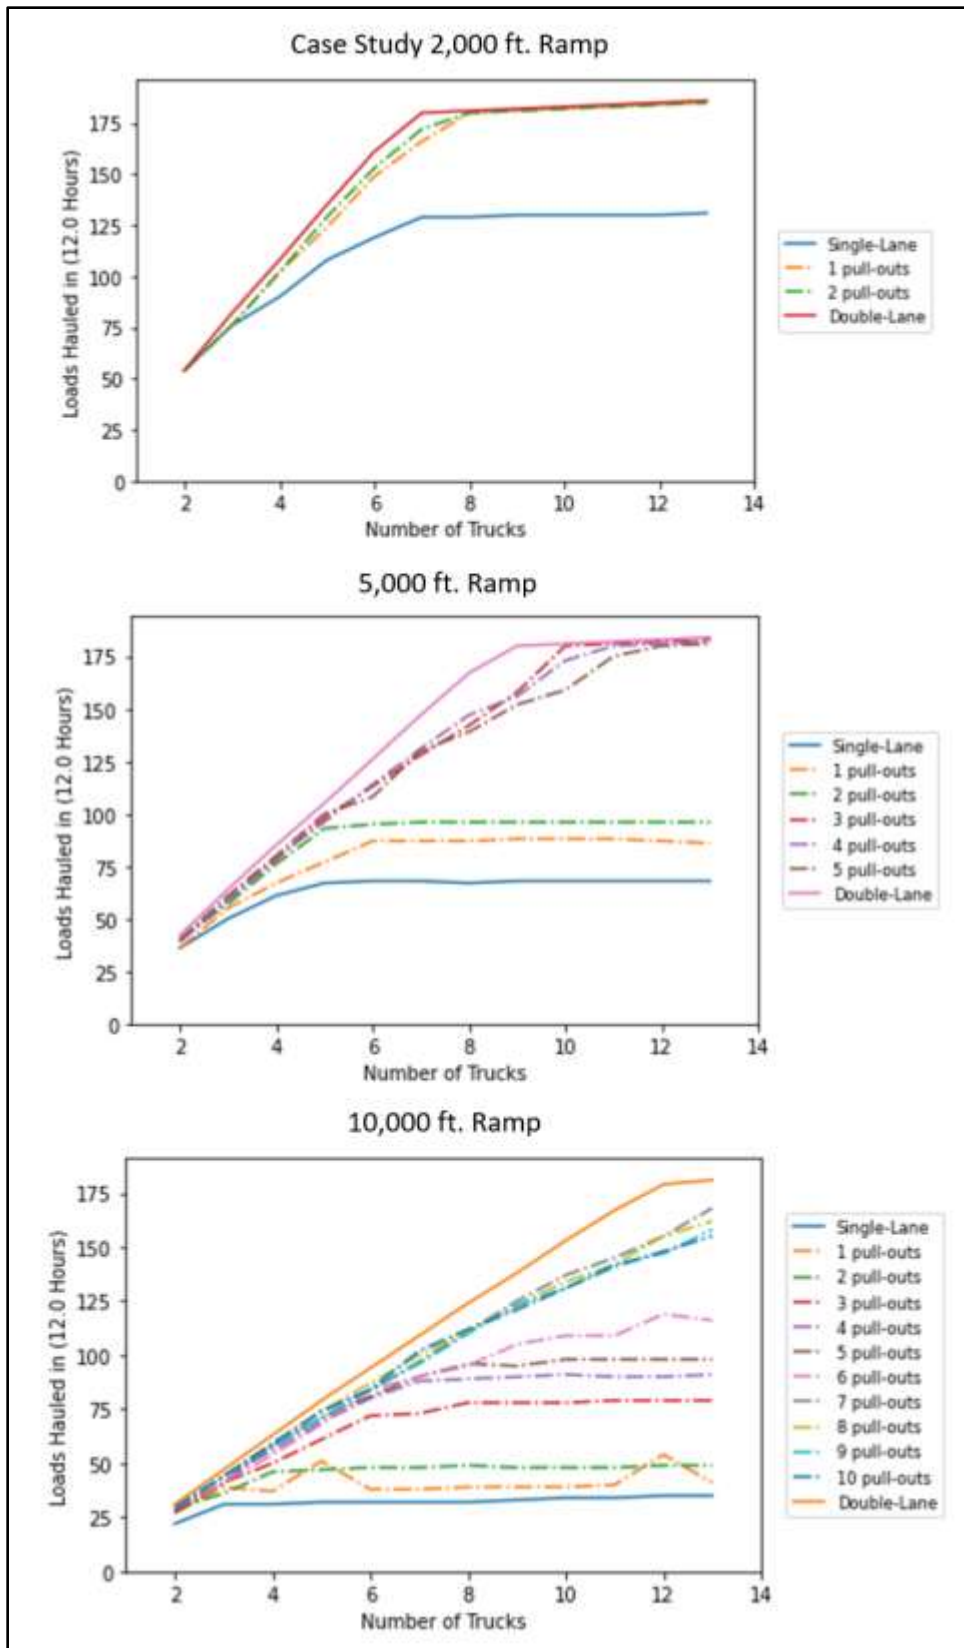 Case Study 2,000 ft. Ramp
Loads Hauled in (12.0 Hours)
175
150
125
100
75
50
25
0
2 4 6 8 10 12 14
Number of Trucks
Single-Lane
1 pull-outs
2 pull-outs
Double-Lane
5,000 ft. Ramp
Loads Hauled in (12.0 Hours)
175
150
125
100
75
50
25
0
2 4 6 8 10 12 14
Number of Trucks
Single-Lane
1 pull-outs
2 pull-outs
3 pull-outs
4 pull-outs
5 pull-outs
Double-Lane
10,000 ft. Ramp
Loads Hauled in (12.0 Hours)
175
150
125
100
75
50
25
0
2 4 6 8 10 12 14
Number of Trucks
Single-Lane
1 pull-outs
2 pull-outs
3 pull-outs
4 pull-outs
5 pull-outs
6 pull-outs
7 pull-outs
8 pull-outs
9 pull-outs
10 pull-outs
Double-Lane